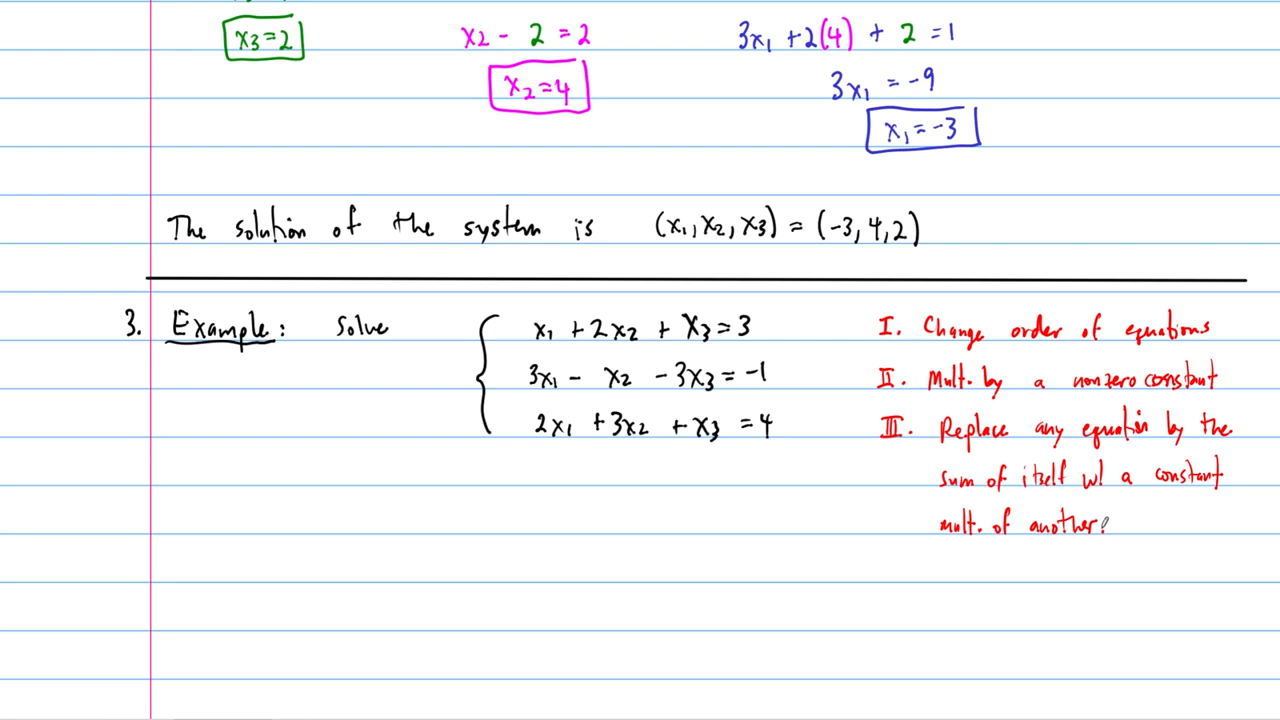 x3=2
x2 - 2 = 2
x2=4
3x1 +2(4) + 2 =1
3x1 = -9
x1 = -3
The solution of the system is (x1, x2, x3) = (-3, 4, 2)
3. Example: Solve
x1 +2x2 + x3 = 3
3x1 - x2 - 3x3 = -1
2x1 +3x2 +x3 = 4
I. Change order of equations
II. Mult. by a nonzero constant
III. Replace any equation by the
sum of itself w/ a constant
mult. of another